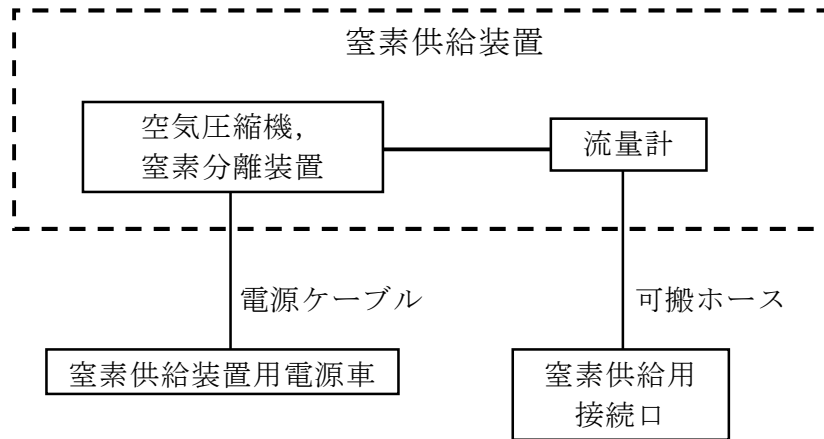 窒素供給装置
空気圧縮機，
窒素分離装置
流量計
電源ケーブル
可搬ホース
窒素供給装置用電源車
窒素供給用
接続口